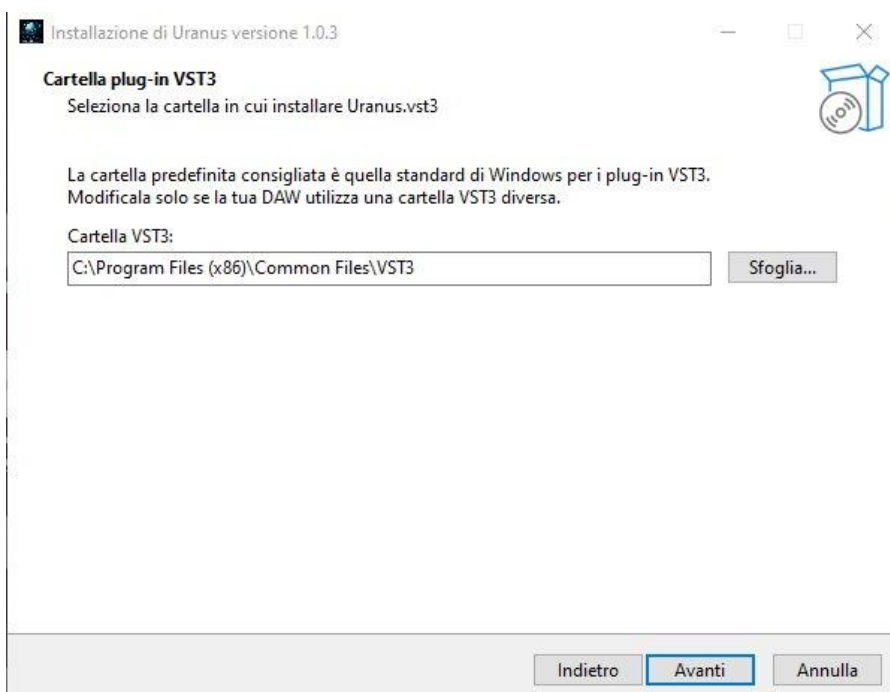 Installazione di Uranus versione 1.0.3
Cartella plug-in VST3
Seleziona la cartella in cui installare Uranus.vst3
La cartella predefinita consigliata è quella standard di Windows per i plug-in VST3.
Modificala solo se la tua DAW utilizza una cartella VST3 diversa.
Cartella VST3:
C:\Program Files (x86)\Common Files\VST3
Sfoglia...
Indietro
Avanti
Annulla